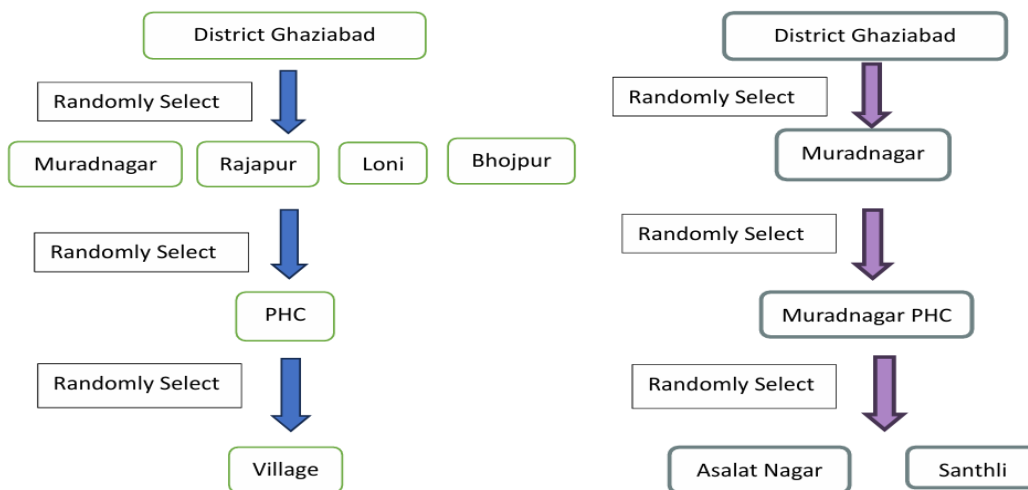 District Ghaziabad
Randomly Select
Muradnagar
Rajapur
Loni
Bhojpur
Randomly Select
PHC
Randomly Select
Village
District Ghaziabad
Randomly Select
Muradnagar
Randomly Select
Muradnagar PHC
Randomly Select
Asalat Nagar
Santhli